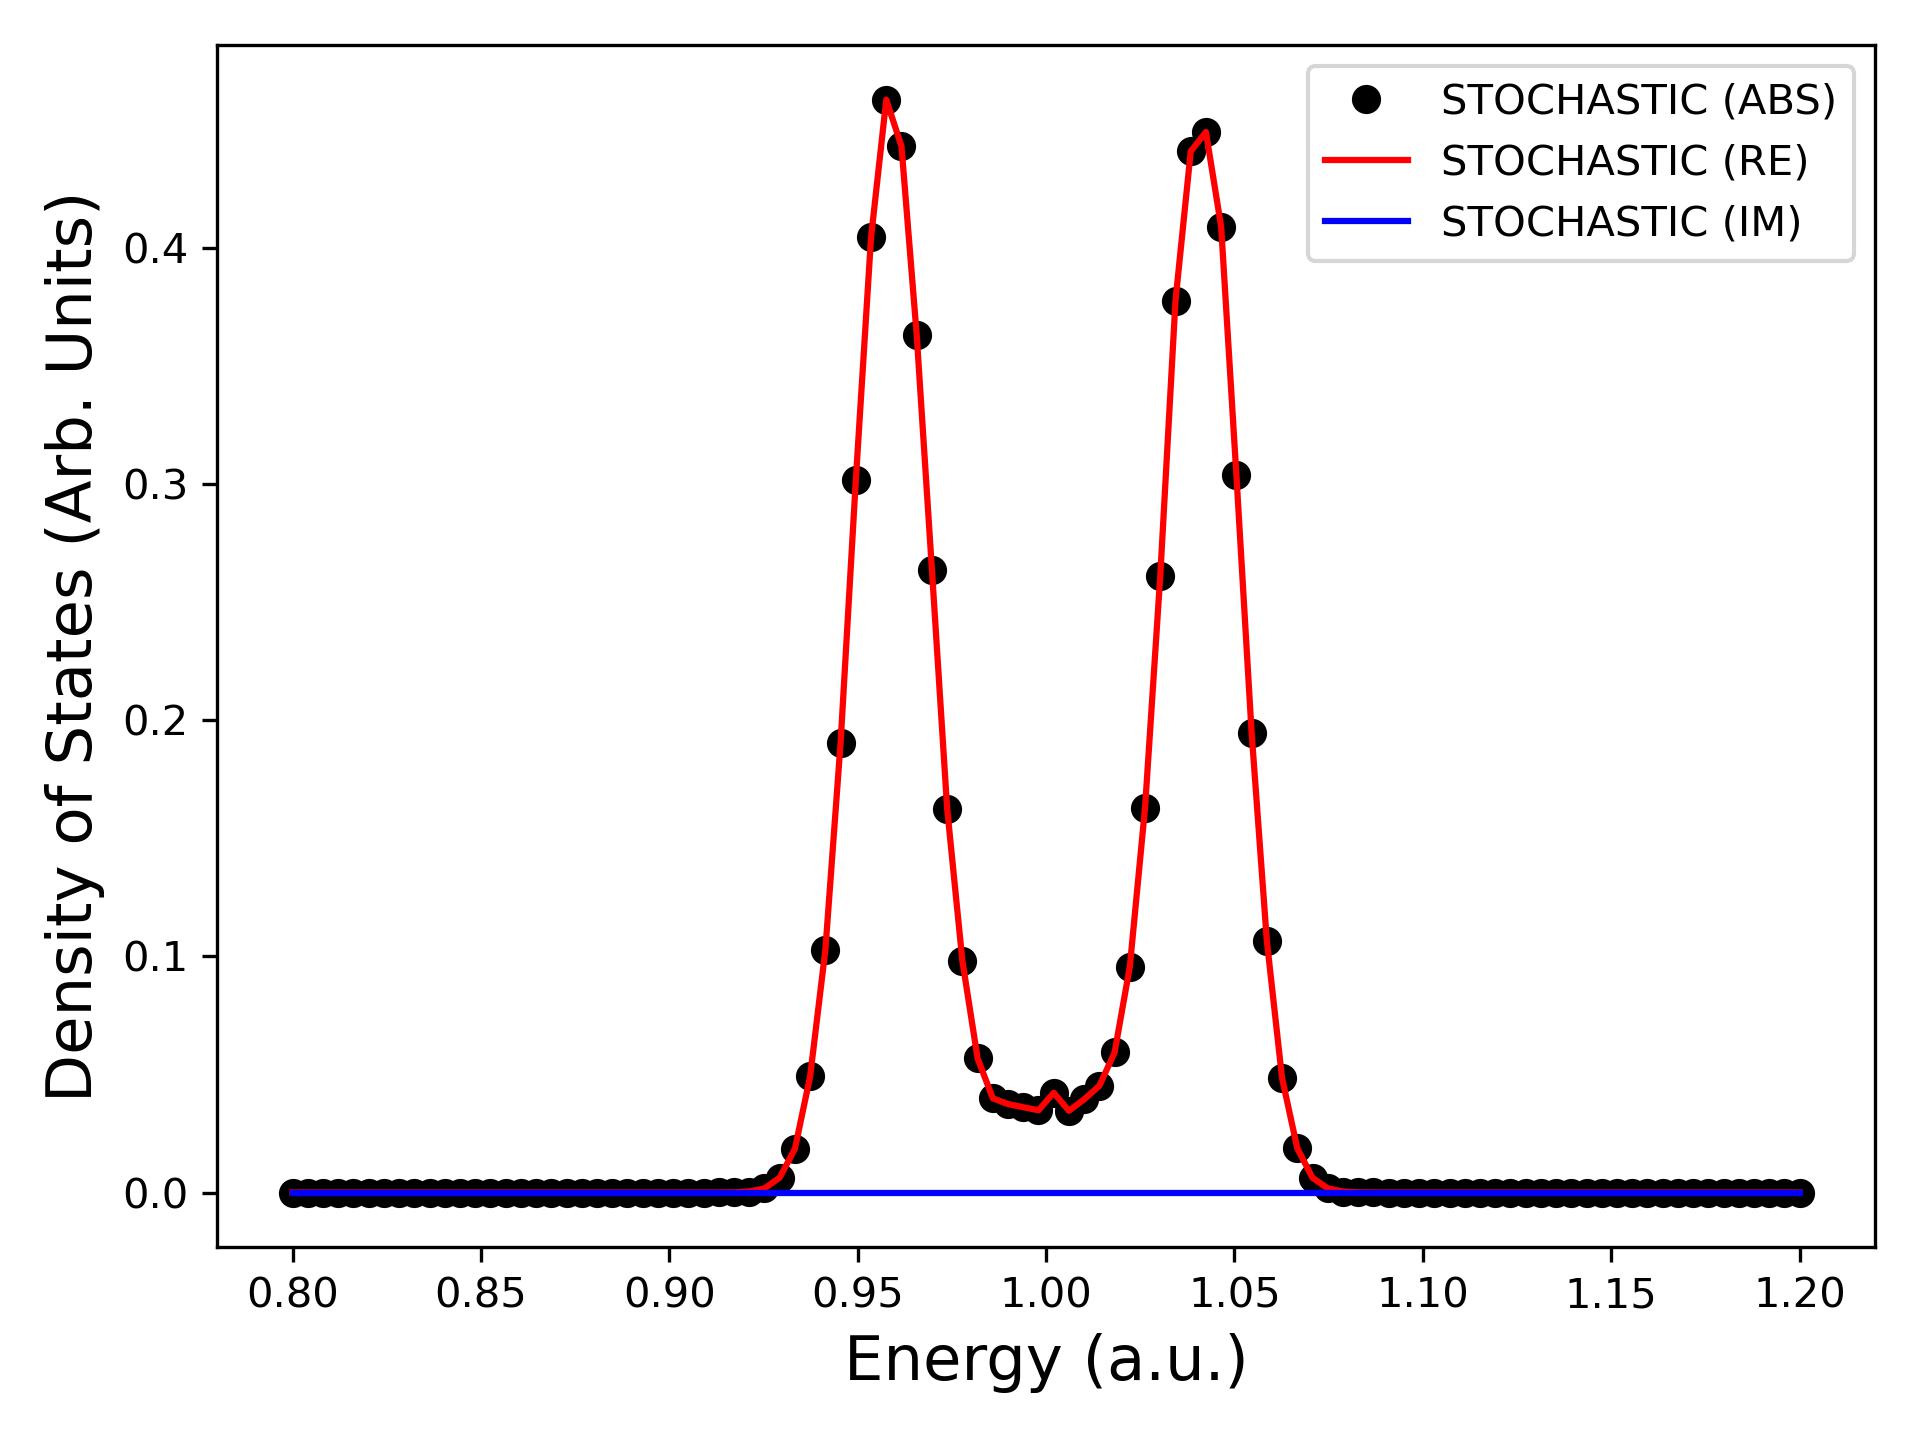 STOCHASTIC (ABS)
STOCHASTIC (RE)
STOCHASTIC (IM)
Density of States (Arb. Units)
0.4
0.3
0.2
0.1
0.0
0.80 0.85 0.90 0.95 1.00 1.05 1.10 1.15 1.20
Energy (a.u.)